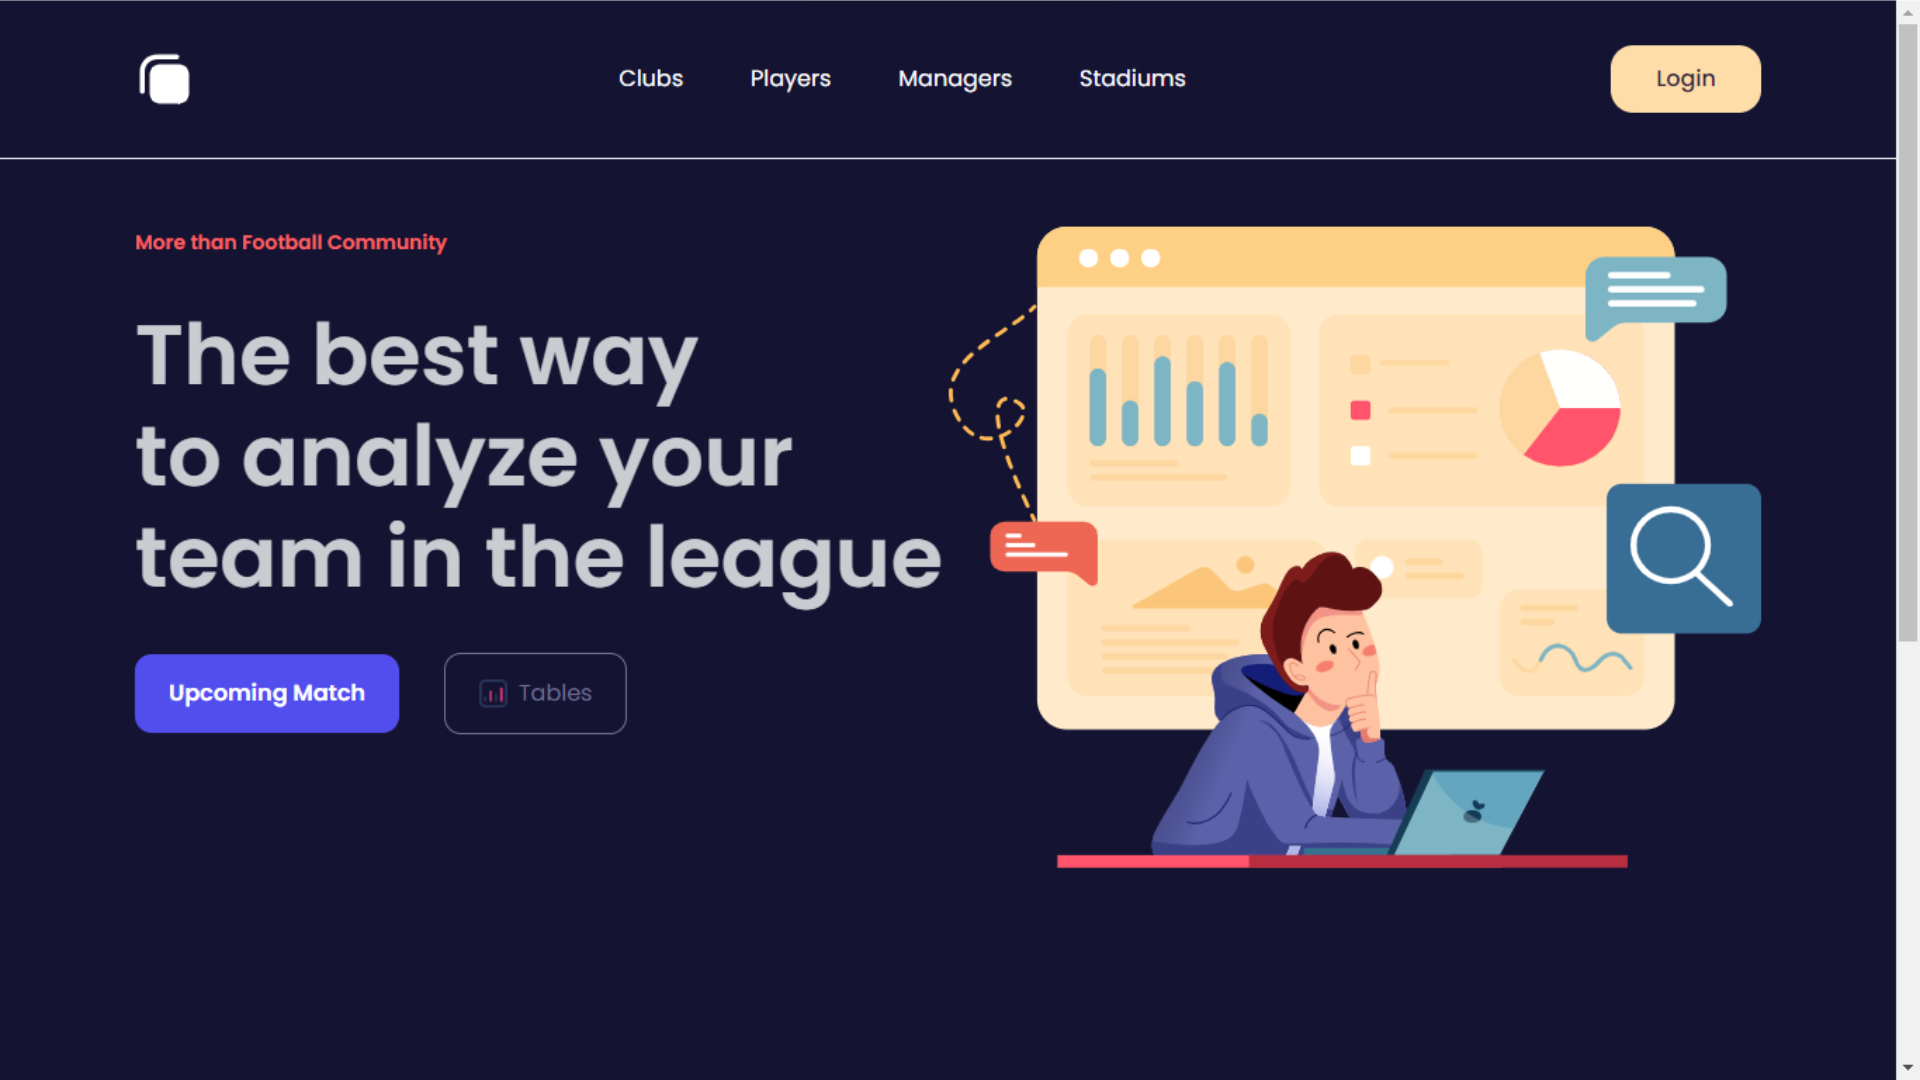 Clubs
Players
Managers
Stadiums
Login
More than Football Community
The best way
to analyze your
team in the league
Upcoming Match
Tables